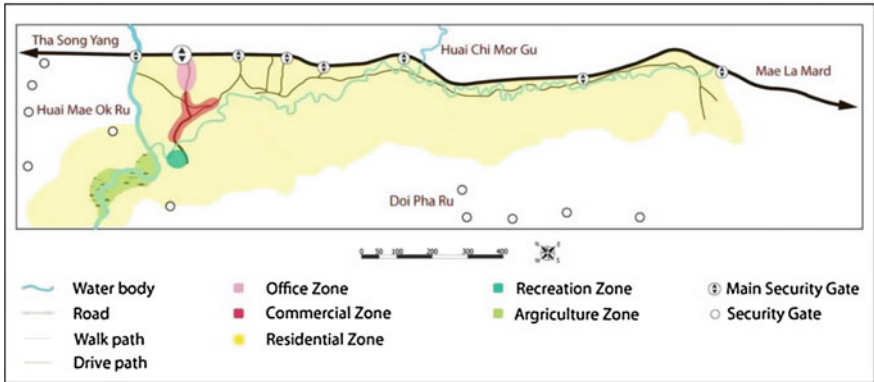 Tha Song Yang
Huai Chi Mor Gu
Mae La Mard
Huai Mae Ok Ru
Doi Pha Ru
0 50 100 200 300 400
N
Water body
Office Zone
Recreation Zone
Main Security Gate
Road
Commercial Zone
Argriculture Zone
Security Gate
Walk path
Residential Zone
Drive path